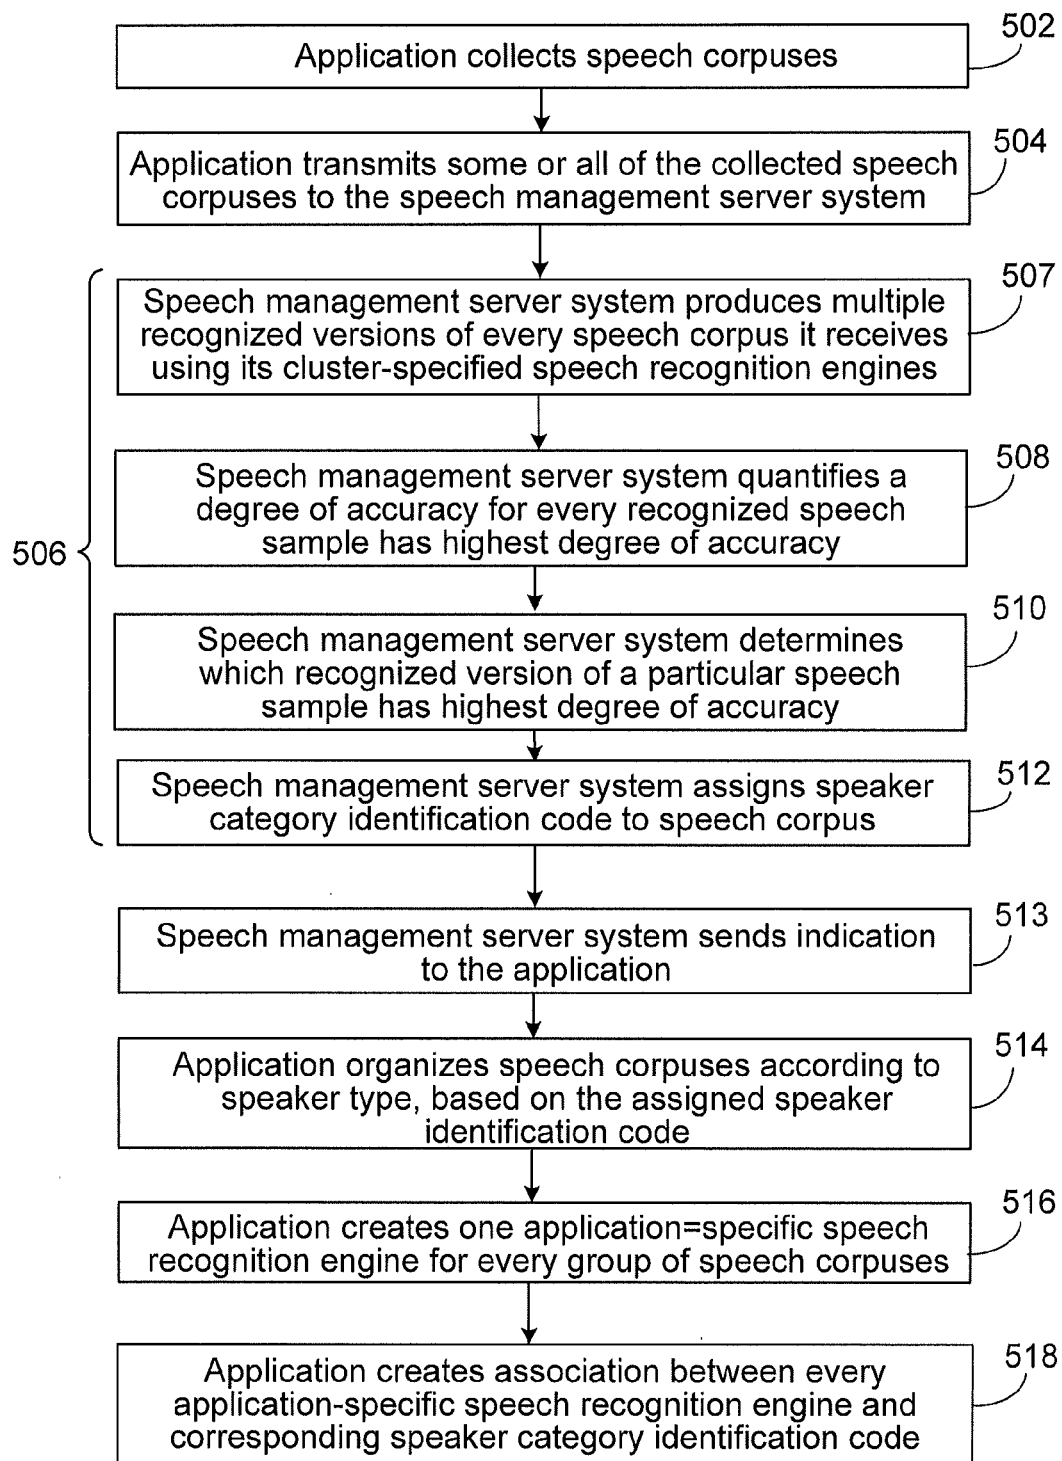 502
Application collects speech corpuses
504
Application transmits some or all of the collected speech
corpuses to the speech management server system
506
507
Speech management server system produces multiple
recognized versions of every speech corpus it receives
using its cluster-specified speech recognition engines
508
Speech management server system quantifies a
degree of accuracy for every recognized speech
sample has highest degree of accuracy
510
Speech management server system determines
which recognized version of a particular speech
sample has highest degree of accuracy
512
Speech management server system assigns speaker
category identification code to speech corpus
513
Speech management server system sends indication
to the application
514
Application organizes speech corpuses according to
speaker type, based on the assigned speaker
identification code
516
Application creates one application=specific speech
recognition engine for every group of speech corpuses
518
Application creates association between every
application-specific speech recognition engine and
corresponding speaker category identification code